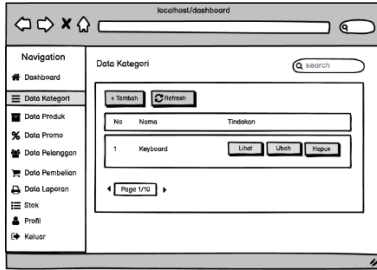 localhost/dashboard
Navigation
Dashboard
Data Kategori
Data Produk
Data Promo
Data Pelanggan
Data Pembelian
Data Laporan
Stok
Profil
Keluar
Data Kategori
search
+ Tambah
Refresh
No Nama Tindakan
1 Keyboard Lihat Ubah Hapus
Page 1/10